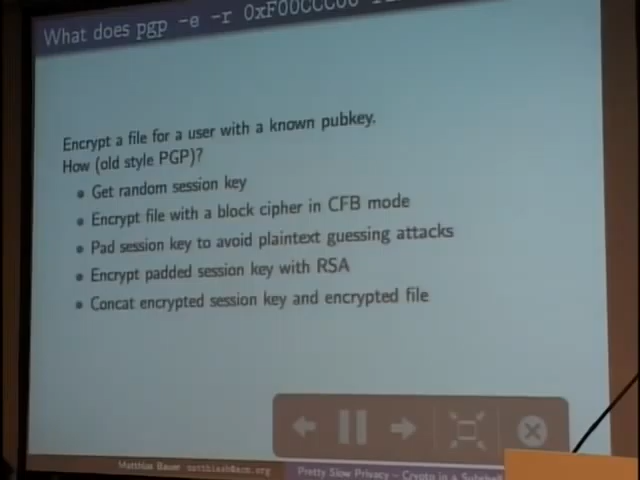 What does pgp -e -r 0xF00CCC00
Encrypt a file for a user with a known pubkey.
How (old style PGP)?
• Get random session key
• Encrypt file with a block cipher in CFB mode
• Pad session key to avoid plaintext guessing attacks
• Encrypt padded session key with RSA
• Concat encrypted session key and encrypted file
Matthias Bauer matthiasb@acm.org
Pretty Slow Privacy – Crypto in a Subshell